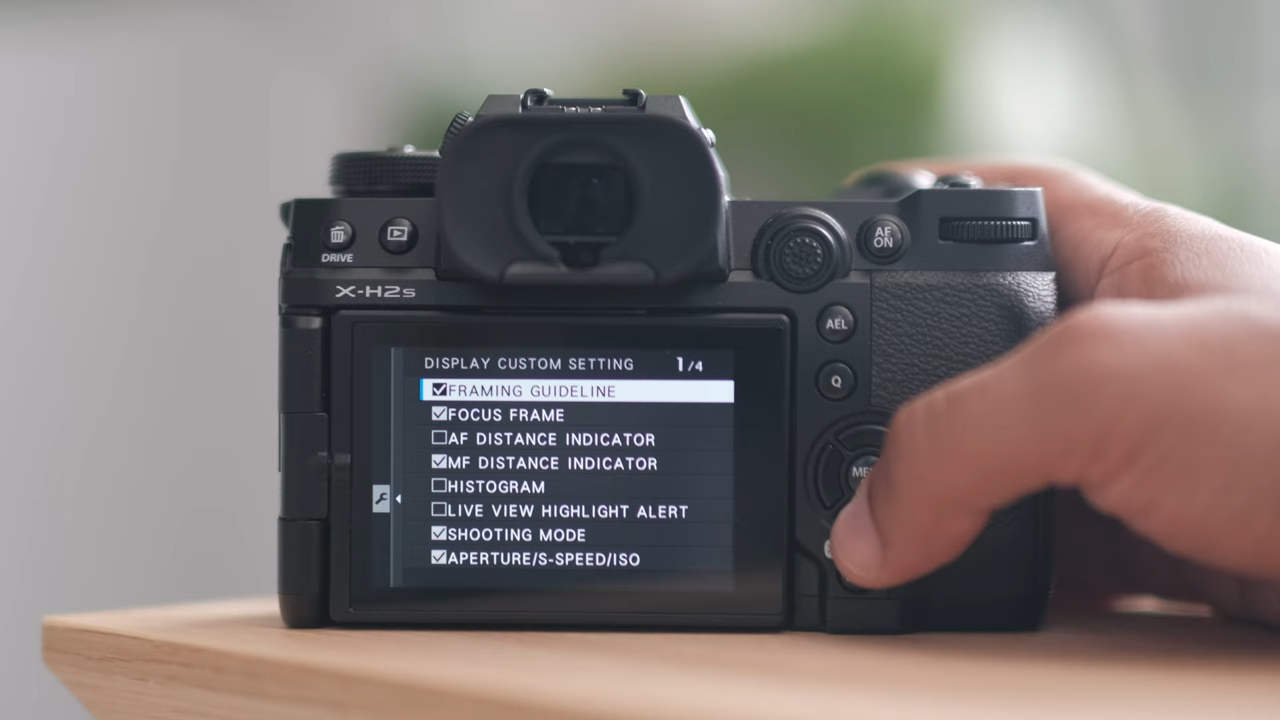 DRIVE
AF
ON
X-H2S
AEL
Q
DISPLAY CUSTOM SETTING 1/4
☑FRAMING GUIDELINE
☑FOCUS FRAME
☐AF DISTANCE INDICATOR
☑MF DISTANCE INDICATOR
☐HISTOGRAM
☐LIVE VIEW HIGHLIGHT ALERT
☑SHOOTING MODE
☑APERTURE/S-SPEED/ISO